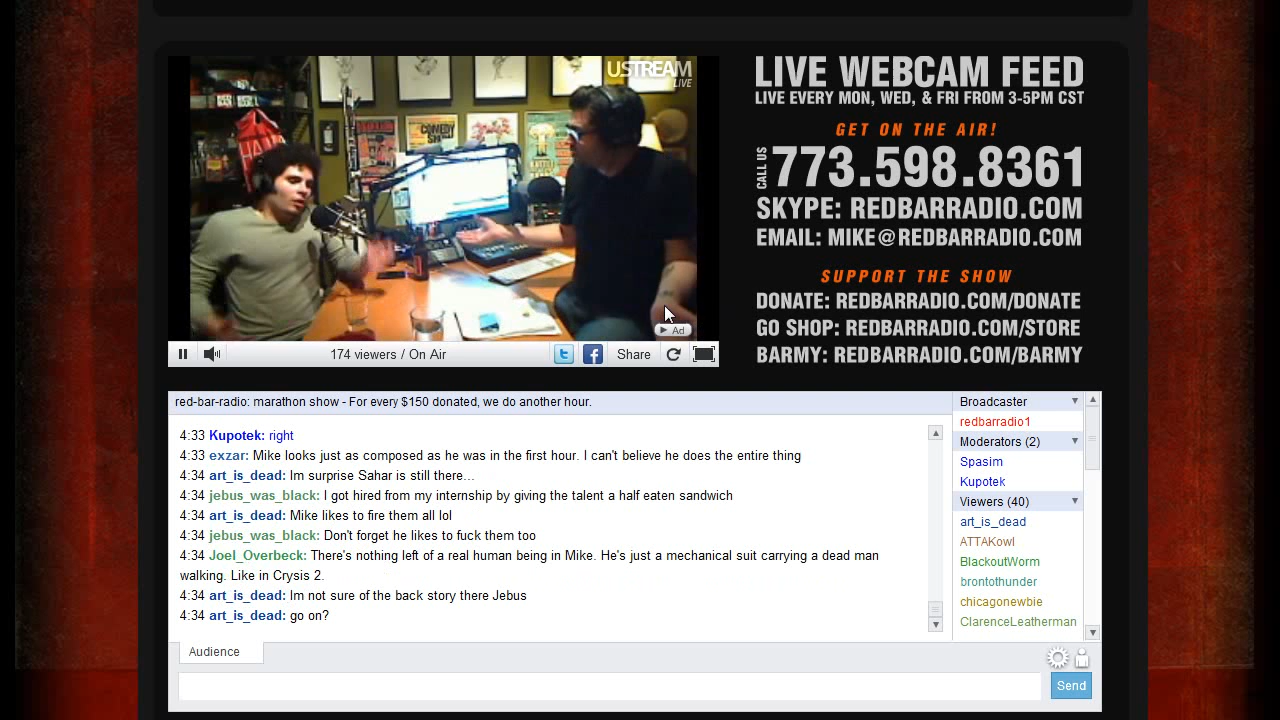 USTREAM
LIVE
COMEDY
LIVE WEBCAM FEED
LIVE EVERY MON, WED, & FRI FROM 3-5PM CST
GET ON THE AIR!
CALL US 773.598.8361
SKYPE: REDBARRADIO.COM
EMAIL: MIKE@REDBARRADIO.COM
SUPPORT THE SHOW
DONATE: REDBARRADIO.COM/DONATE
GO SHOP: REDBARRADIO.COM/STORE
BARMY: REDBARRADIO.COM/BARMY
Ad
174 viewers / On Air
Share
red-bar-radio: marathon show - For every $150 donated, we do another hour.
4:33 Kupotek: right
4:33 exzar: Mike looks just as composed as he was in the first hour. I can't believe he does the entire thing
4:34 art_is_dead: Im surprise Sahar is still there...
4:34 jebus_was_black: I got hired from my internship by giving the talent a half eaten sandwich
4:34 art_is_dead: Mike likes to fire them all lol
4:34 jebus_was_black: Don't forget he likes to fuck them too
4:34 Joel_Overbeck: There's nothing left of a real human being in Mike. He's just a mechanical suit carrying a dead man
walking. Like in Crysis 2.
4:34 art_is_dead: Im not sure of the back story there Jebus
4:34 art_is_dead: go on?
Broadcaster
redbarradio1
Moderators (2)
Spasim
Kupotek
Viewers (40)
art_is_dead
ATTAKowl
BlackoutWorm
brontothunder
chicagonewbie
ClarenceLeatherman
Audience
Send